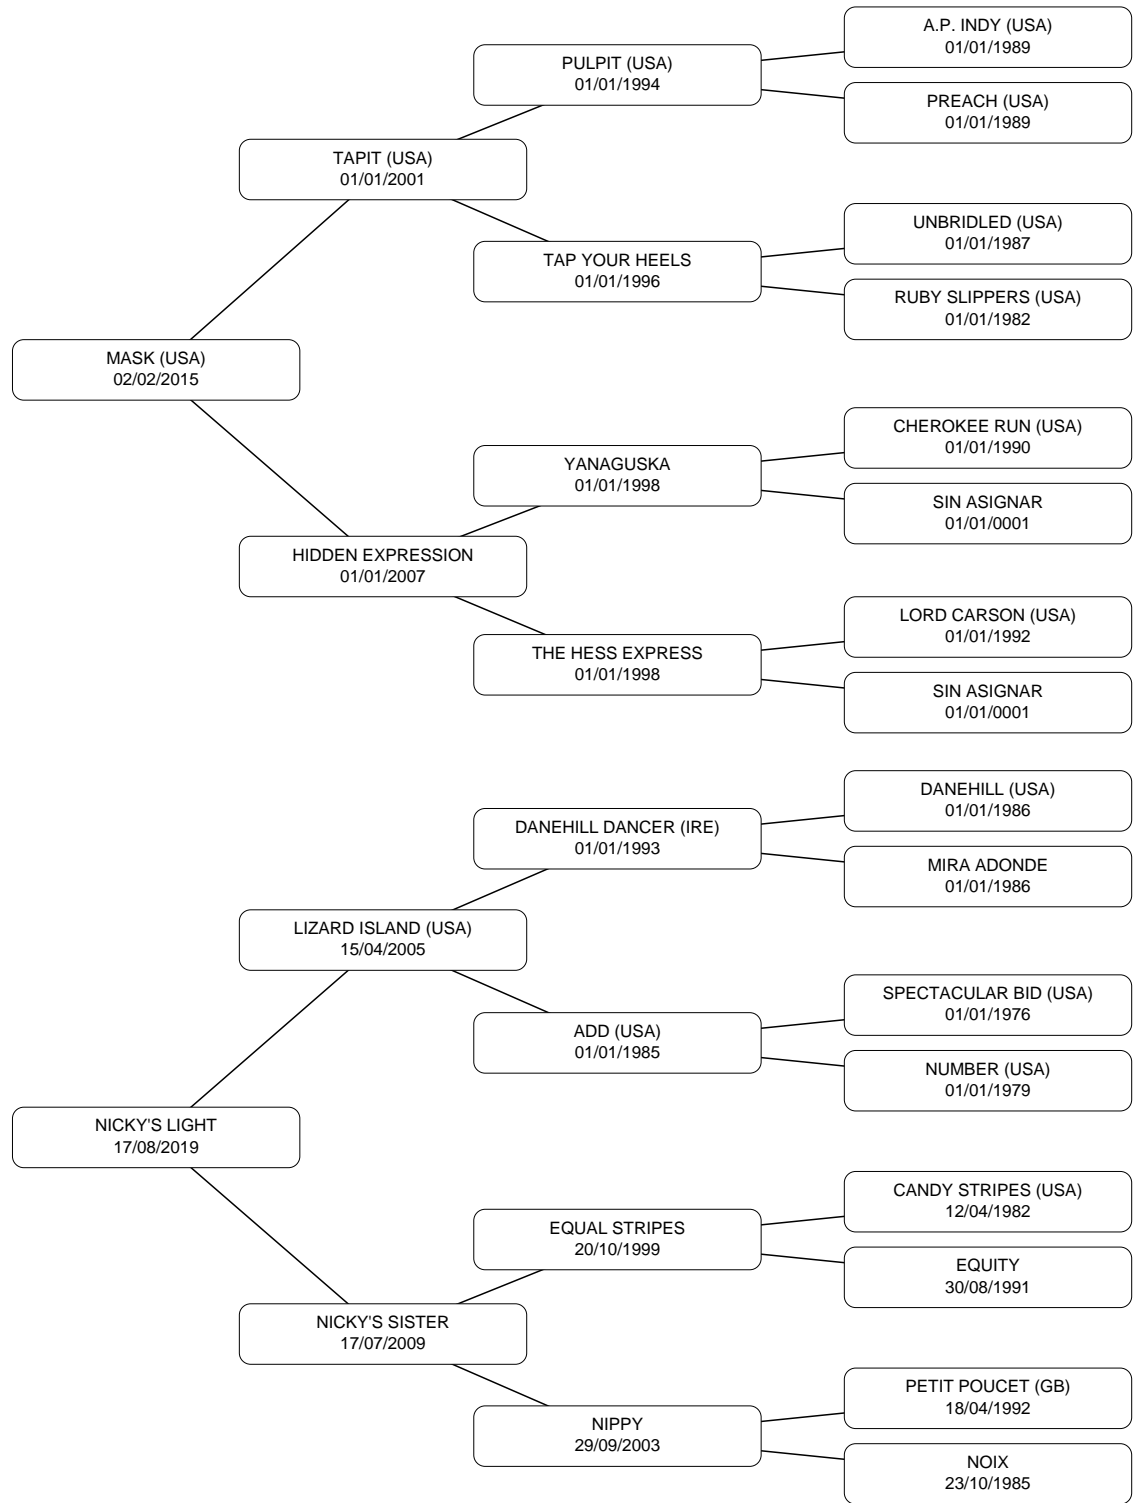 A.P. INDY (USA)
01/01/1989
PULPIT (USA)
01/01/1994
PREACH (USA)
01/01/1989
TAPIT (USA)
01/01/2001
UNBRIDLED (USA)
01/01/1987
TAP YOUR HEELS
01/01/1996
RUBY SLIPPERS (USA)
01/01/1982
MASK (USA)
02/02/2015
CHEROKEE RUN (USA)
01/01/1990
YANAGUSKA
01/01/1998
SIN ASIGNAR
01/01/0001
HIDDEN EXPRESSION
01/01/2007
LORD CARSON (USA)
01/01/1992
THE HESS EXPRESS
01/01/1998
SIN ASIGNAR
01/01/0001
DANEHILL (USA)
01/01/1986
DANEHILL DANCER (IRE)
01/01/1993
MIRA ADONDE
01/01/1986
LIZARD ISLAND (USA)
15/04/2005
SPECTACULAR BID (USA)
01/01/1976
ADD (USA)
01/01/1985
NUMBER (USA)
01/01/1979
NICKY'S LIGHT
17/08/2019
CANDY STRIPES (USA)
12/04/1982
EQUAL STRIPES
20/10/1999
EQUITY
30/08/1991
NICKY'S SISTER
17/07/2009
PETIT POUCET (GB)
18/04/1992
NIPPY
29/09/2003
NOIX
23/10/1985